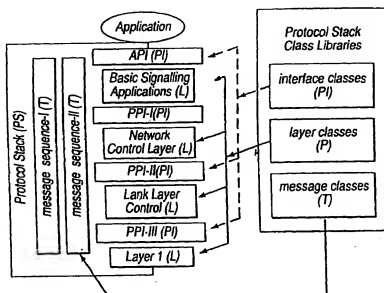 Application
Protocol Stack (PS)
message sequence-I (T)
message sequence-II (T)
API (PI)
Basic Signalling
Applications (L)
PPI-I(PI)
Network
Control Layer (L)
PPI-II(PI)
Lank Layer
Control (L)
PPI-III (PI)
Layer 1 (L)
Protocol Stack
Class Libraries
interface classes
(PI)
layer classes
(P)
message classes
(T)